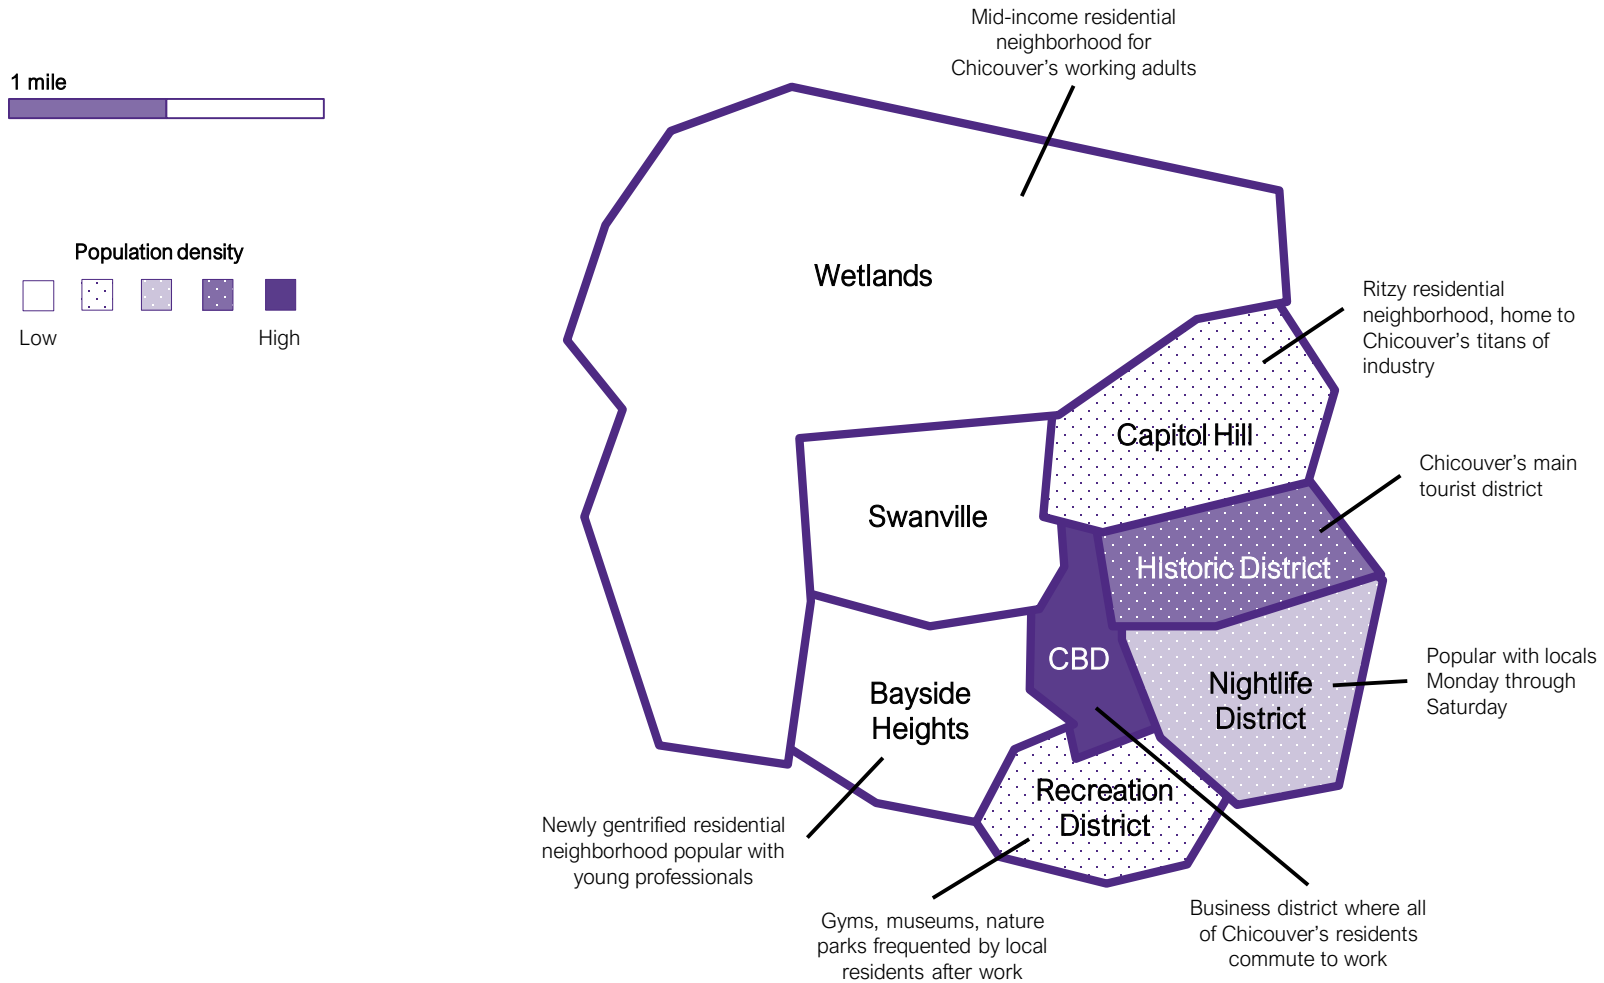 Mid-income residential
neighborhood for
Chicouver's working adults
1 mile
Population density
Low
High
Wetlands
Ritzy residential
neighborhood, home to
Chicouver's titans of
industry
Capitol Hill
Chicouver's main
tourist district
Swanville
Historic District
CBD
Nightlife
District
Popular with locals
Monday through
Saturday
Bayside
Heights
Recreation
District
Newly gentrified residential
neighborhood popular with
young professionals
Gyms, museums, nature
parks frequented by local
residents after work
Business district where all
of Chicouver's residents
commute to work